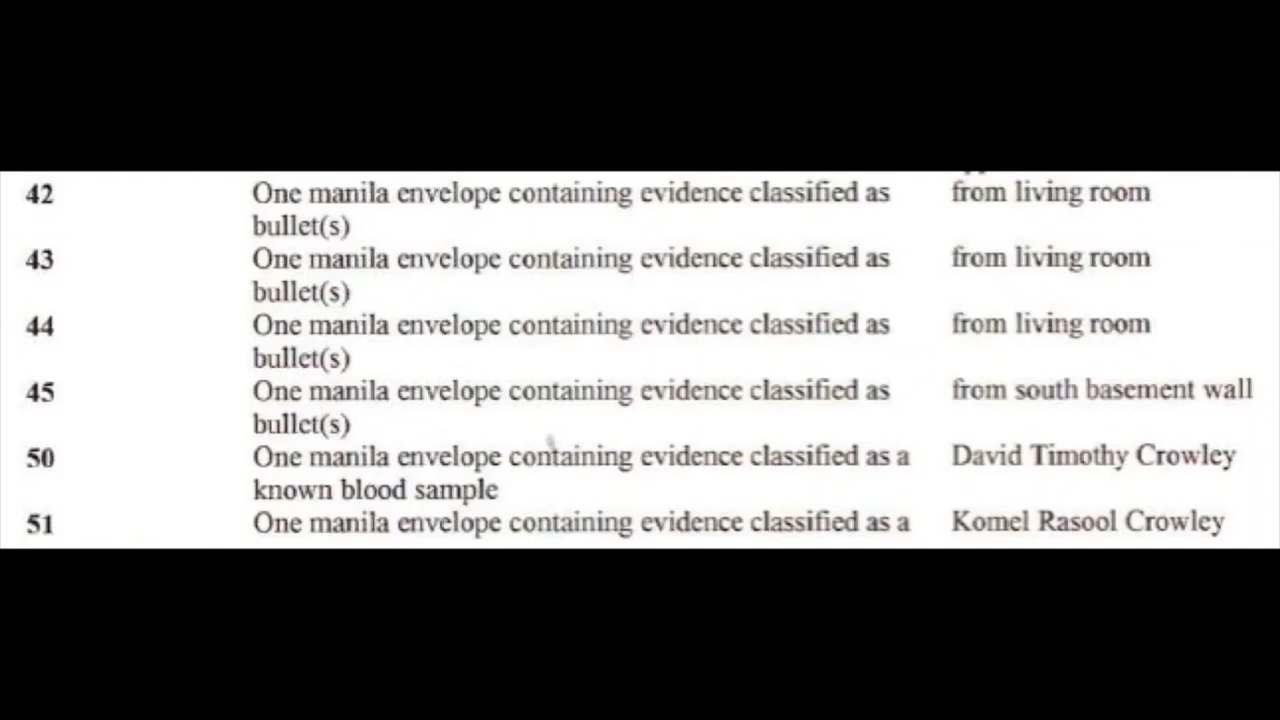 42 One manila envelope containing evidence classified as from living room
bullet(s)
43 One manila envelope containing evidence classified as from living room
bullet(s)
44 One manila envelope containing evidence classified as from living room
bullet(s)
45 One manila envelope containing evidence classified as from south basement wall
bullet(s)
50 One manila envelope containing evidence classified as a David Timothy Crowley
known blood sample
51 One manila envelope containing evidence classified as a Komel Rasool Crowley